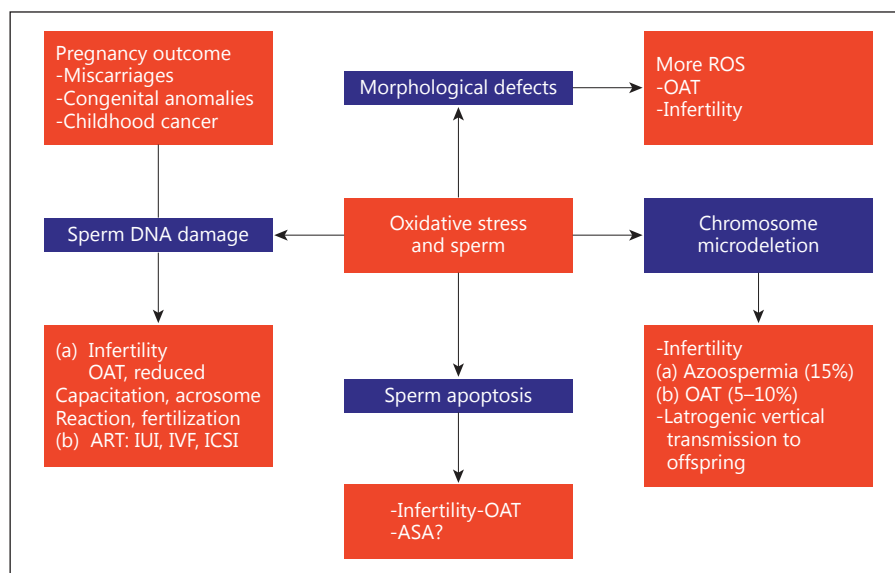 Pregnancy outcome
-Miscarriages
-Congenital anomalies
-Childhood cancer
Morphological defects
More ROS
-OAT
-Infertility
Sperm DNA damage
Oxidative stress
and sperm
Chromosome
microdeletion
(a) Infertility
OAT, reduced
Capacitation, acrosome
Reaction, fertilization
(b) ART: IUI, IVF, ICSI
Sperm apoptosis
-Infertility
(a) Azoospermia (15%)
(b) OAT (5–10%)
-Latrogenic vertical
transmission to
offspring
-Infertility-OAT
-ASA?